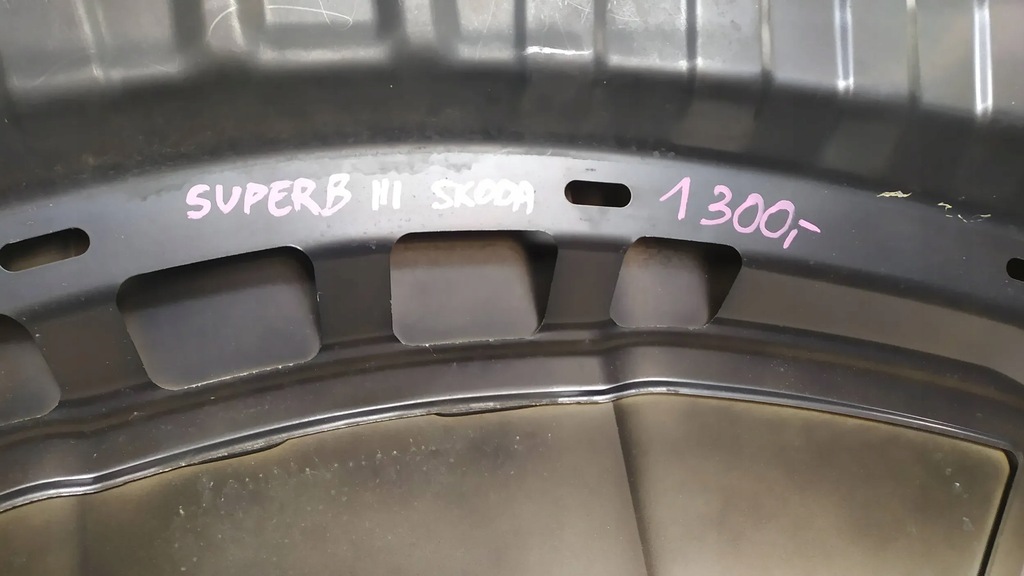 SUPERB III SKODA 1300,-